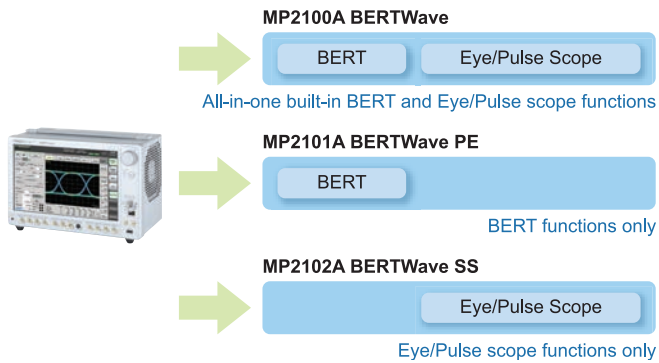 MP2100A BERTWave
BERT
Eye/Pulse Scope
All-in-one built-in BERT and Eye/Pulse scope functions
MP2101A BERTWave PE
BERT
BERT functions only
MP2102A BERTWave SS
Eye/Pulse Scope
Eye/Pulse scope functions only